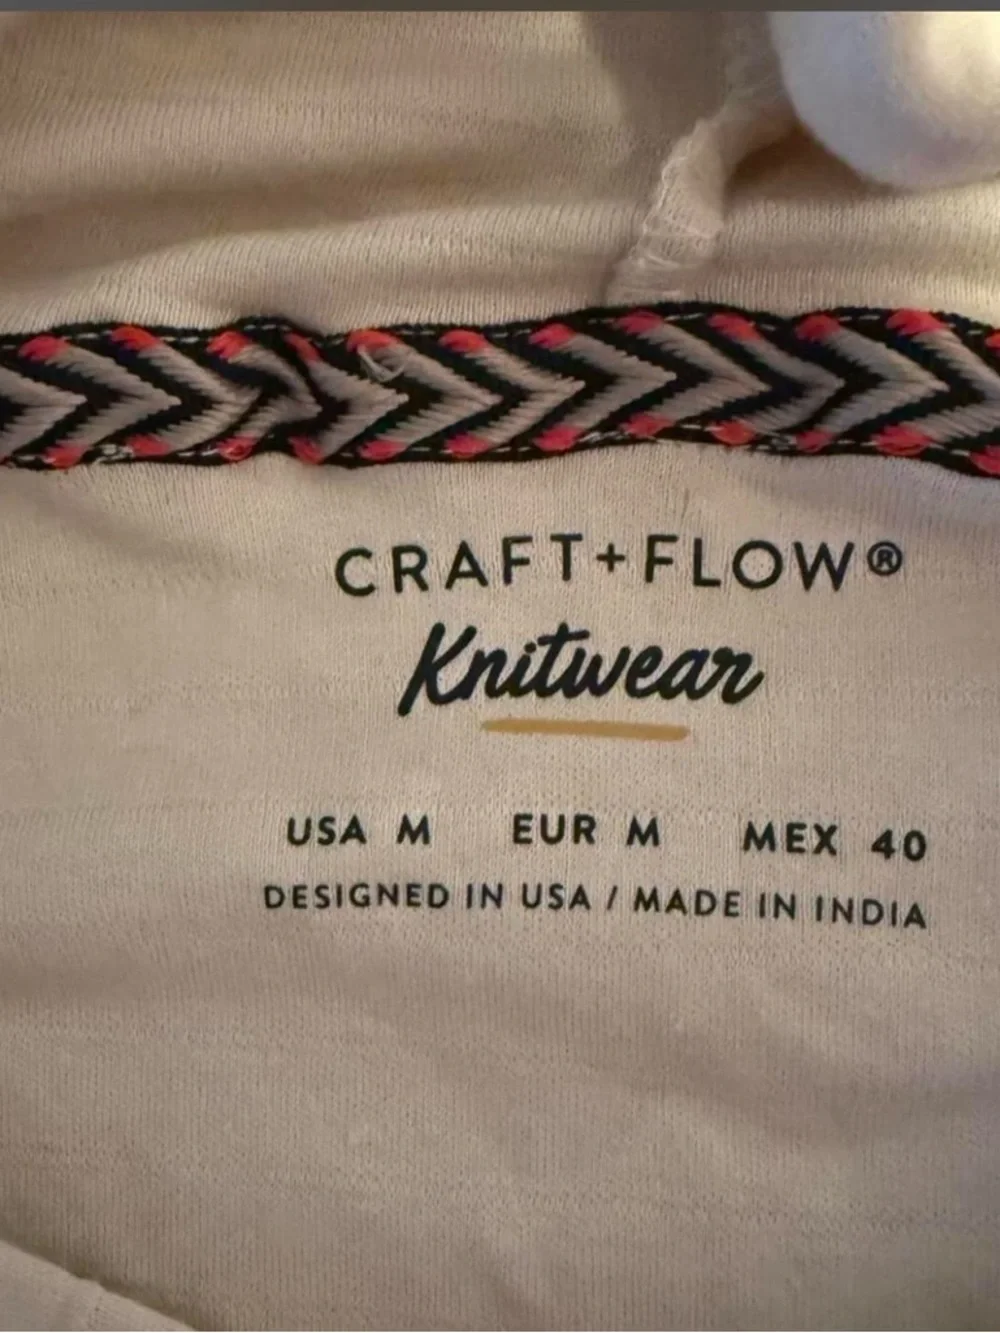 CRAFT+FLOW®
Knitwear
USA M EUR M MEX 40
DESIGNED IN USA / MADE IN INDIA